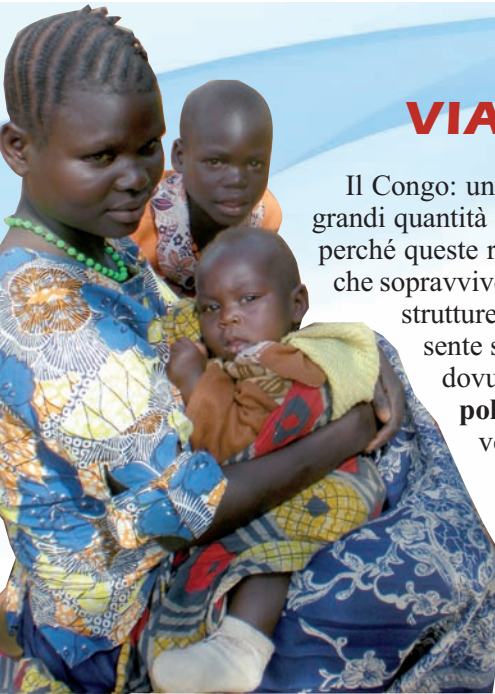 VIA
Il Congo: un
grandi quantità
perché queste r
che sopravvive
strutture
sente s
dovu
pol
ve